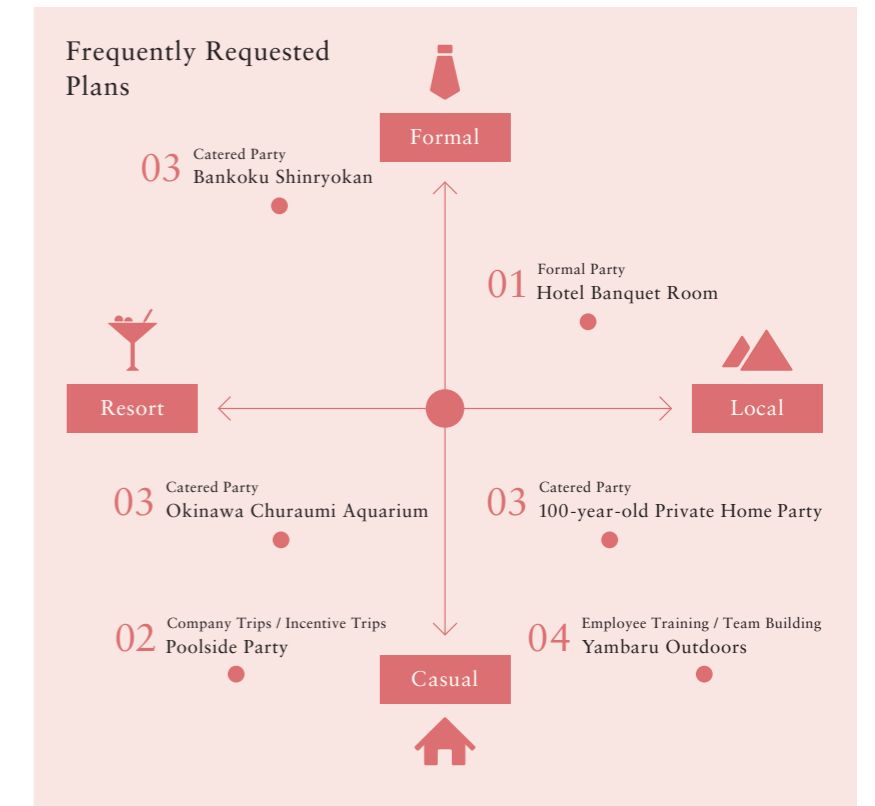 Frequently Requested
Plans
Formal
03
Catered Party
Bankoku Shinryokan
01
Formal Party
Hotel Banquet Room
Resort
Local
03
Catered Party
Okinawa Churaumi Aquarium
03
Catered Party
100-year-old Private Home Party
02
Company Trips / Incentive Trips
Poolside Party
04
Employee Training / Team Building
Yambaru Outdoors
Casual